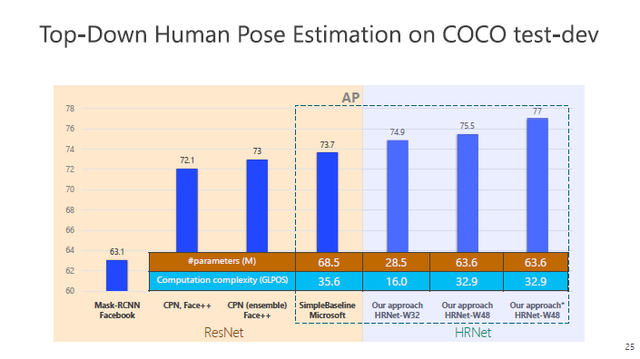 Top-Down Human Pose Estimation on COCO test-dev
AP
78
76
74
72
70
68
66
64
62
60
63.1
72.1
73
73.7
74.9
75.5
77
#parameters (M) 68.5 28.5 63.6 63.6
Computation complexity (GLPOS) 35.6 16.0 32.9 32.9
Mask-RCNN CPN, Face++ CPN (ensemble) SimpleBaseline Our approach Our approach Our approach*
Facebook Face++ Microsoft HRNet-W32 HRNet-W48 HRNet-W48
ResNet HRNet
25